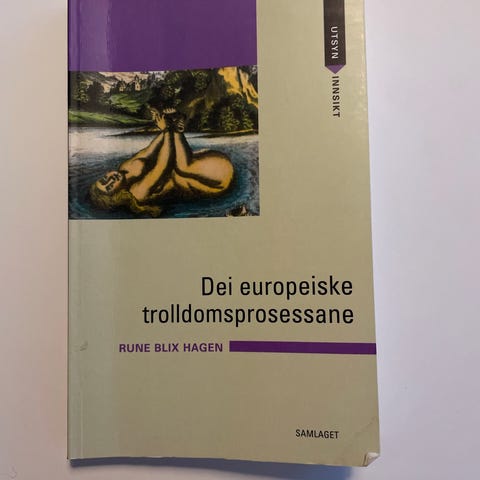 UTSYN
INNSIKT
Dei europeiske
trolldomsprosessane
RUNE BLIX HAGEN
SAMLAGET